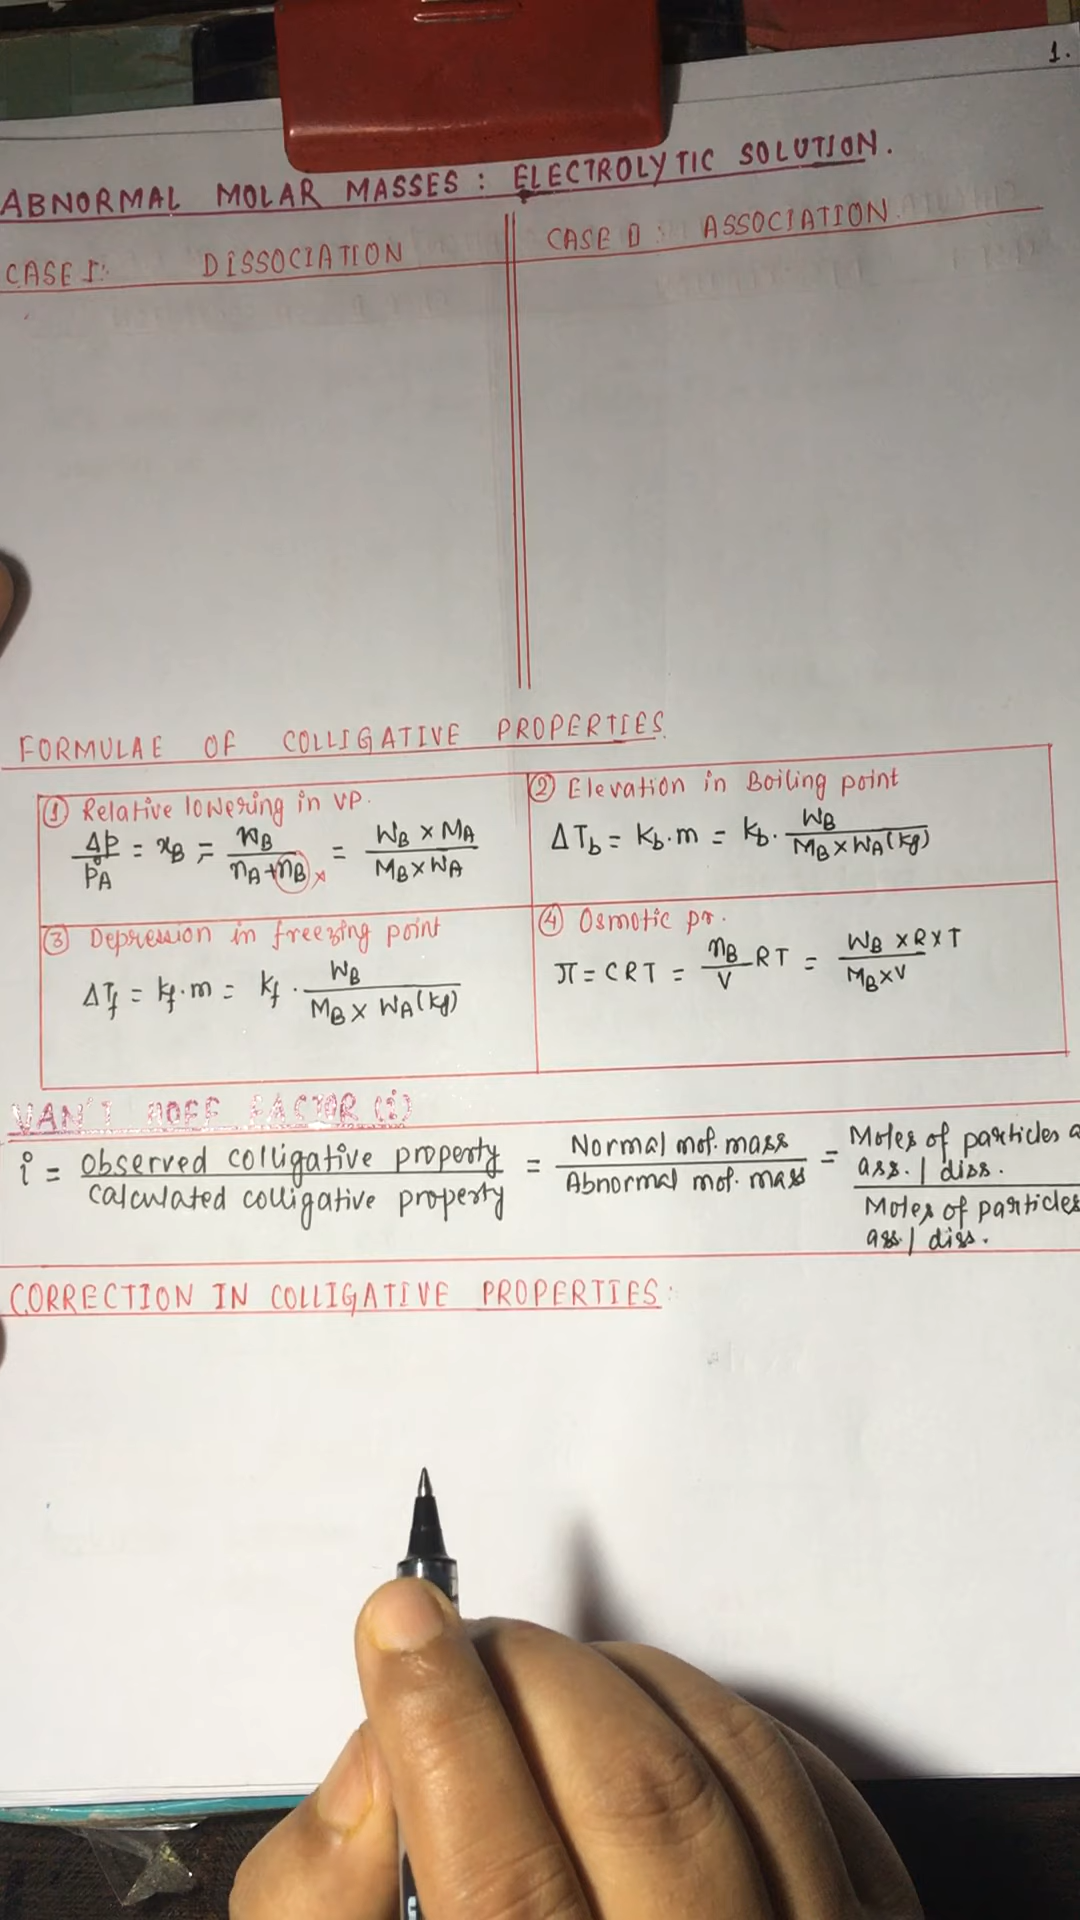 1.
ABNORMAL MOLAR MASSES : ELECTROLYTIC SOLUTION.
CASE I: DISSOCIATION
CASE II : ASSOCIATION.
FORMULAE OF COLLIGATIVE PROPERTIES.
① Relative lowering in VP.
Δp/p°A = xB = nB/(nA+nB) × = (WB × MA)/(MB × WA)
② Elevation in Boiling point
ΔTb = Kb.m = Kb . WB/(MB × WA(kg))
③ Depression in freezing point
ΔTf = Kf.m = Kf . WB/(MB × WA(kg))
④ Osmotic pr.
π = CRT = nB/V RT = (WB × R × T)/(MB × V)
VAN'T HOFF FACTOR (i)
i = observed colligative property / calculated colligative property = Normal mol. mass / Abnormal mol. mass = Moles of particles a ass. / diss. / Moles of particles ass / diss.
CORRECTION IN COLLIGATIVE PROPERTIES: